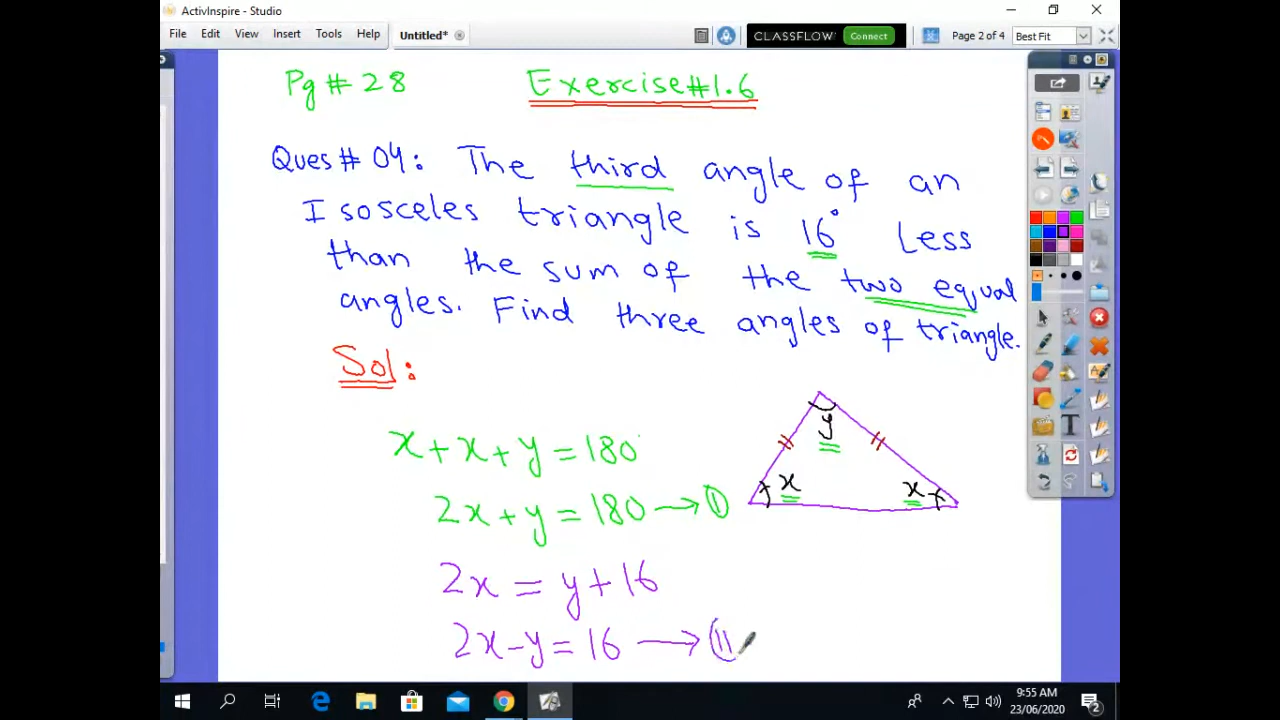 ActivInspire - Studio
File Edit View Insert Tools Help Untitled* CLASSFLOW Connect Page 2 of 4 Best Fit
Pg # 28 Exercise#1.6
Ques# 04: The third angle of an
Isosceles triangle is 16° Less
than the sum of the two equal
angles. Find three angles of triangle.
Sol:
x + x + y = 180°
2x + y = 180 → (I)
2x = y + 16
2x - y = 16 → (II)
y
x x
9:55 AM
23/06/2020
2